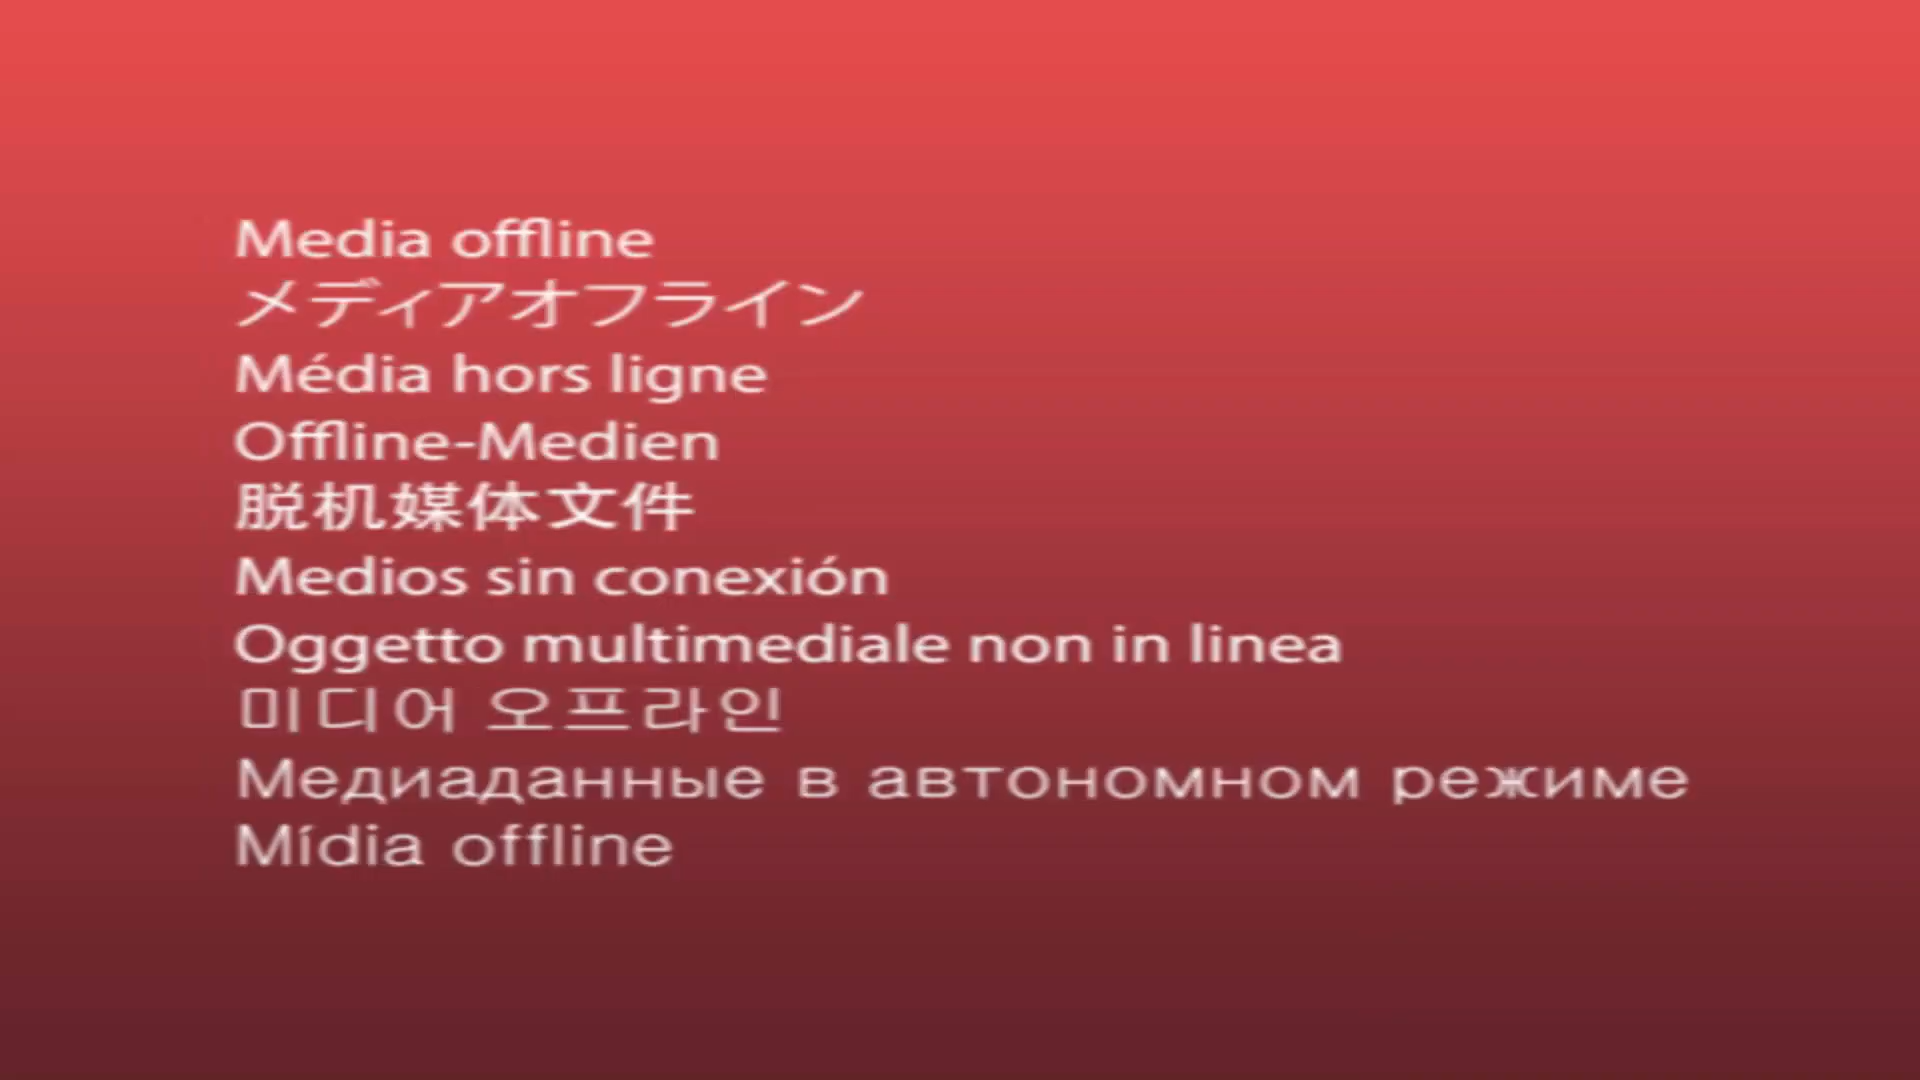 Media offline
メディアオフライン
Média hors ligne
Offline-Medien
脱机媒体文件
Medios sin conexión
Oggetto multimediale non in linea
미디어 오프라인
Медиаданные в автономном режиме
Mídia offline